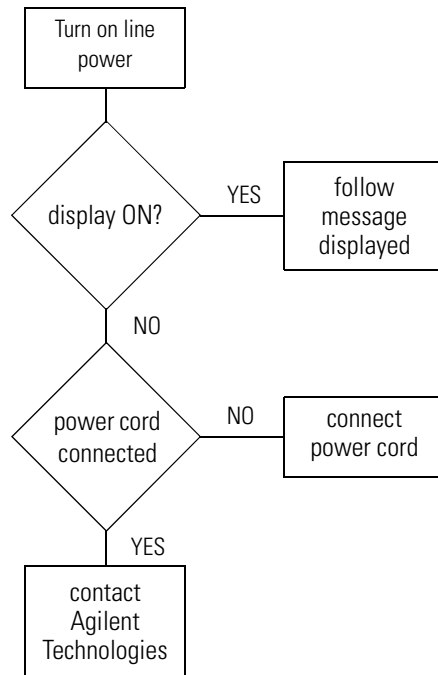 Turn on line
power
display ON?
YES
follow
message
displayed
NO
power cord
connected
NO
connect
power cord
YES
contact
Agilent
Technologies